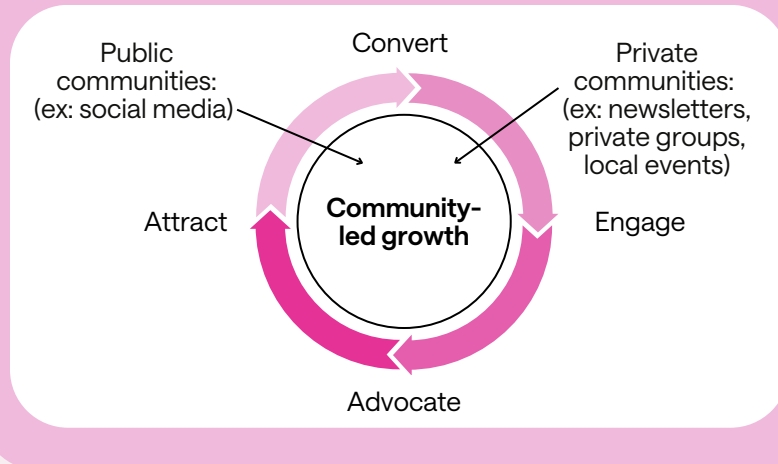 Public
communities:
(ex: social media)
Convert
Private
communities:
(ex: newsletters,
private groups,
local events)
Attract
Community-
led growth
Engage
Advocate